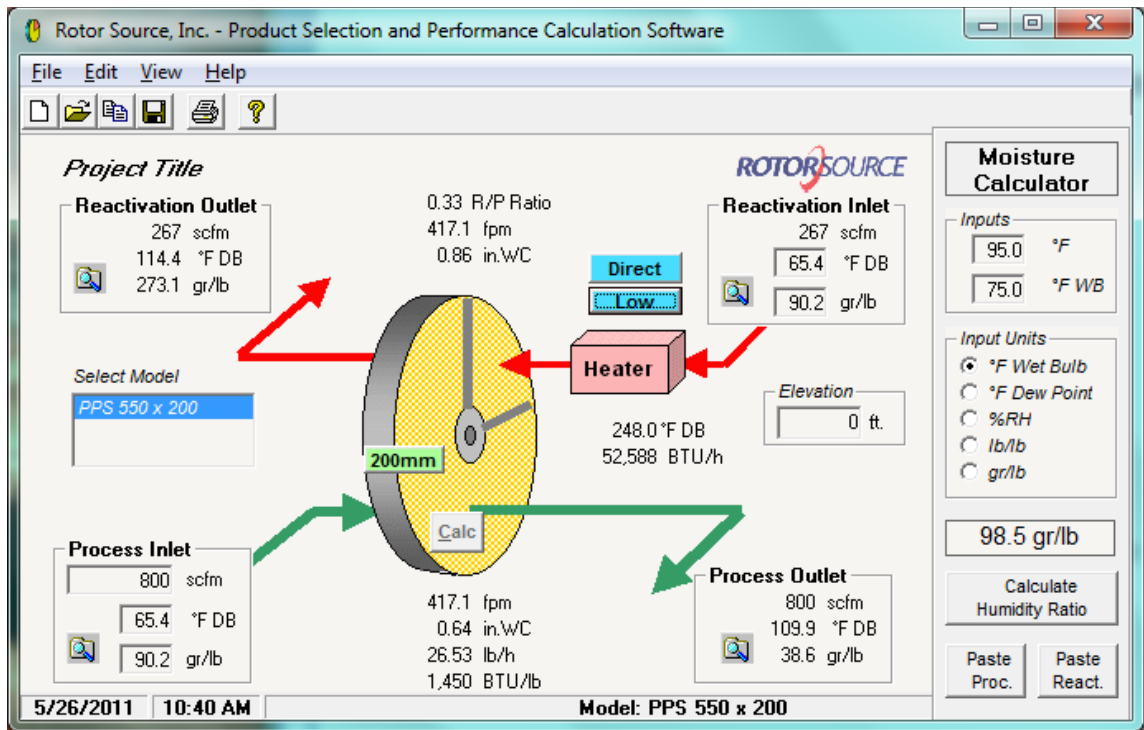 Rotor Source, Inc. - Product Selection and Performance Calculation Software
File Edit View Help
Project Title
ROTORSOURCE
Reactivation Outlet
267 scfm
114.4 °F DB
273.1 gr/lb
0.33 R/P Ratio
417.1 fpm
0.86 in.WC
Direct
Low
Reactivation Inlet
267 scfm
65.4 °F DB
90.2 gr/lb
Heater
248.0 °F DB
52,588 BTU/h
Elevation
0 ft.
Select Model
PPS 550 x 200
200mm
Calc
Process Inlet
800 scfm
65.4 °F DB
90.2 gr/lb
417.1 fpm
0.64 in.WC
26.53 lb/h
1,450 BTU/lb
Process Outlet
800 scfm
109.9 °F DB
38.6 gr/lb
Moisture
Calculator
Inputs
95.0 °F
75.0 °F WB
Input Units
°F Wet Bulb
°F Dew Point
%RH
lb/lb
gr/lb
98.5 gr/lb
Calculate
Humidity Ratio
Paste
Proc.
Paste
React.
5/26/2011 10:40 AM Model: PPS 550 x 200